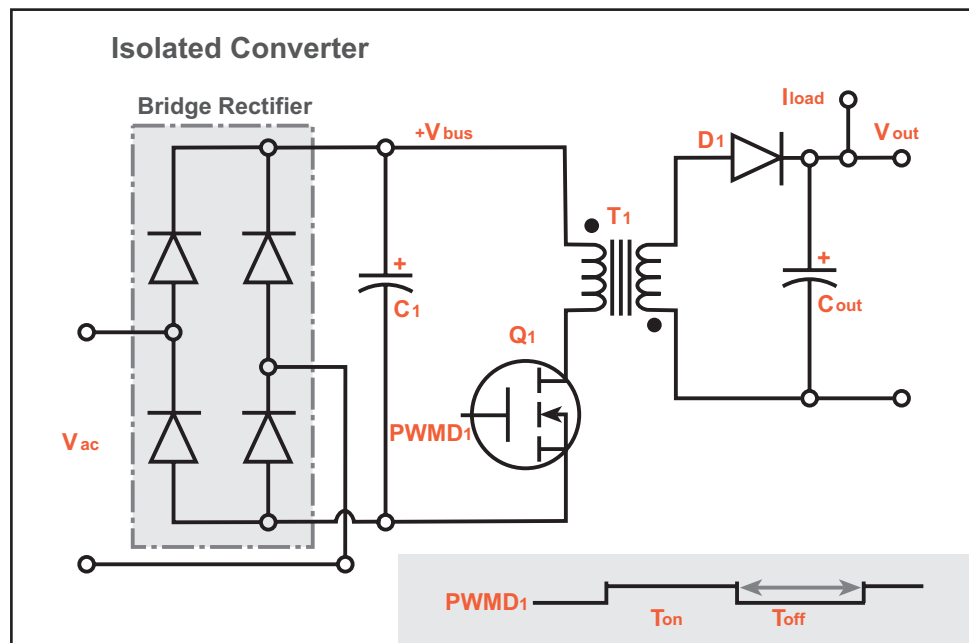 Isolated Converter
Bridge Rectifier
+Vbus
Iload
Vout
D1
T1
+
C1
+
Cout
Q1
PWMD1
Vac
PWMD1
Ton
Toff